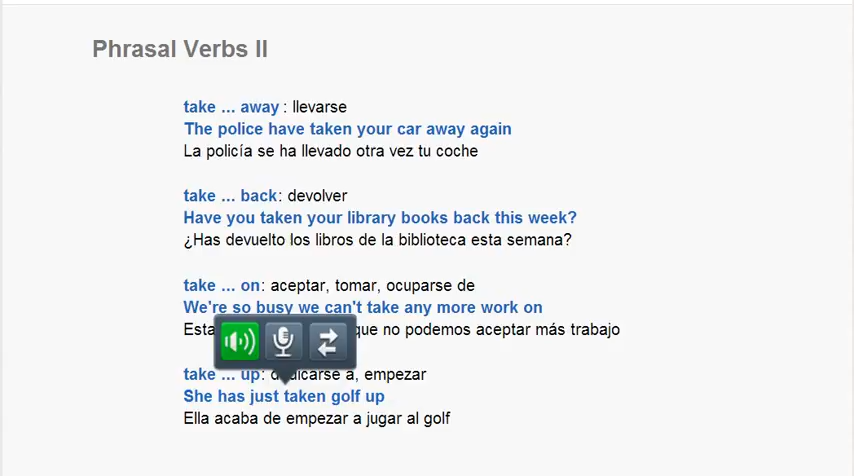 Phrasal Verbs II
take ... away : llevarse
The police have taken your car away again
La policía se ha llevado otra vez tu coche
take ... back: devolver
Have you taken your library books back this week?
¿Has devuelto los libros de la biblioteca esta semana?
take ... on: aceptar, tomar, ocuparse de
We're so busy we can't take any more work on
que no podemos aceptar más trabajo
take ... up: dedicarse a, empezar
She has just taken golf up
Ella acaba de empezar a jugar al golf